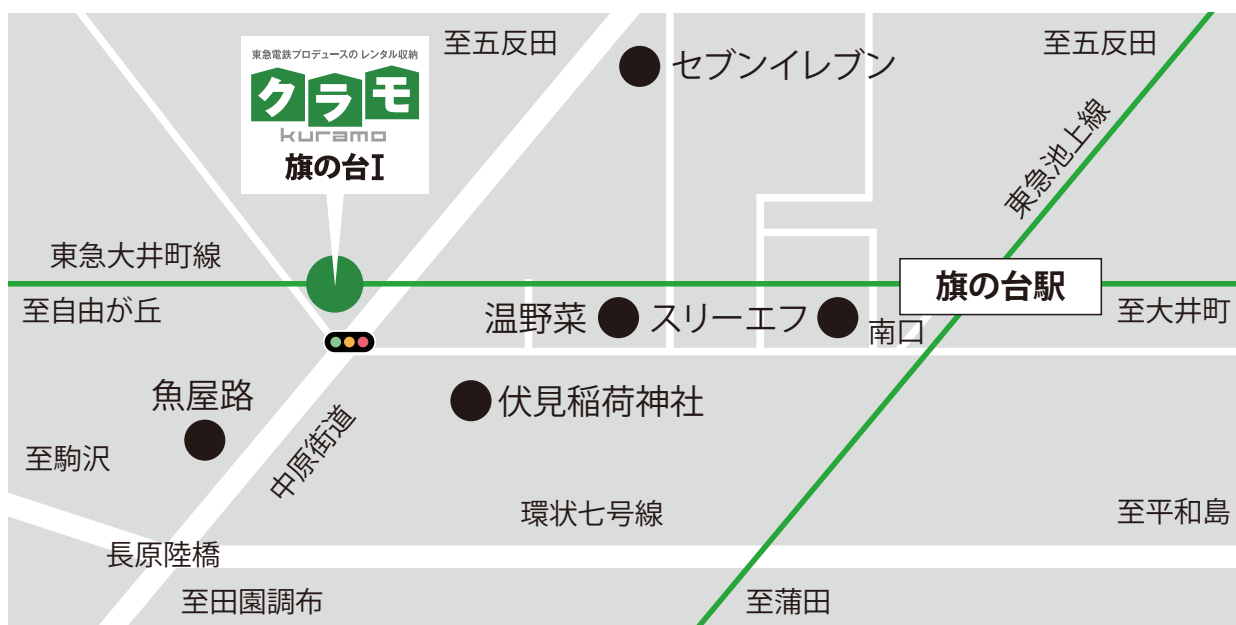 東急電鉄プロデュースの レンタル収納
クラモ
kuramo
旗の台I
至五反田
セブンイレブン
至五反田
東急池上線
東急大井町線
至自由が丘
旗の台駅
至大井町
温野菜
スリーエフ
南口
魚屋路
伏見稲荷神社
中原街道
至駒沢
環状七号線
至平和島
長原陸橋
至田園調布
至蒲田